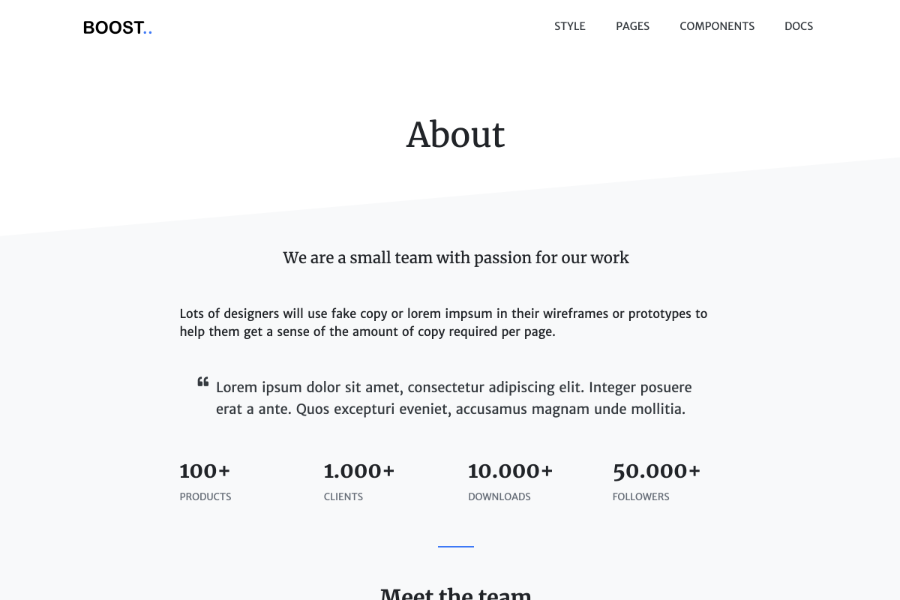 BOOST..
STYLE PAGES COMPONENTS DOCS
About
We are a small team with passion for our work
Lots of designers will use fake copy or lorem impsum in their wireframes or prototypes to
help them get a sense of the amount of copy required per page.
“ Lorem ipsum dolor sit amet, consectetur adipiscing elit. Integer posuere
erat a ante. Quos excepturi eveniet, accusamus magnam unde mollitia.
100+ 1.000+ 10.000+ 50.000+
PRODUCTS CLIENTS DOWNLOADS FOLLOWERS
Meet the team